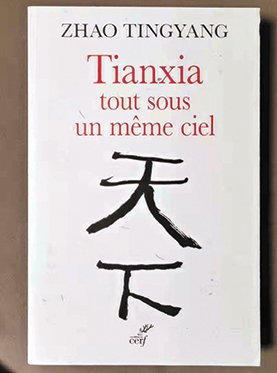 ZHAO TINGYANG
Tianxia
tout sous
un même ciel
天
下
cerf